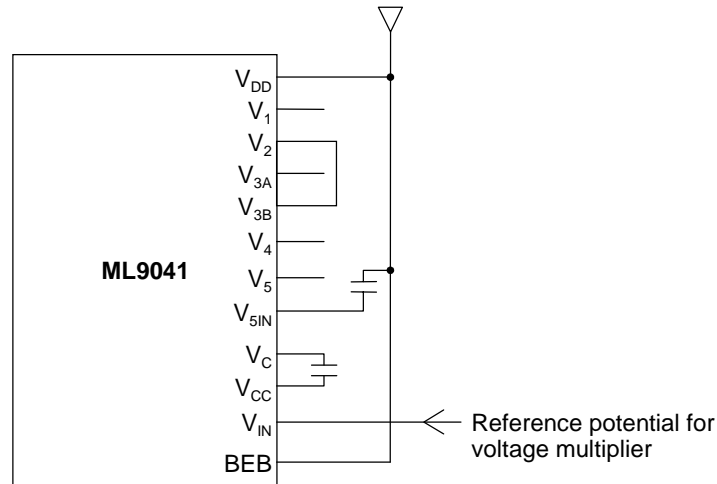 V_DD
V_1
V_2
V_3A
V_3B
V_4
ML9041
V_5
V_5IN
V_C
V_CC
V_IN
Reference potential for
voltage multiplier
BEB